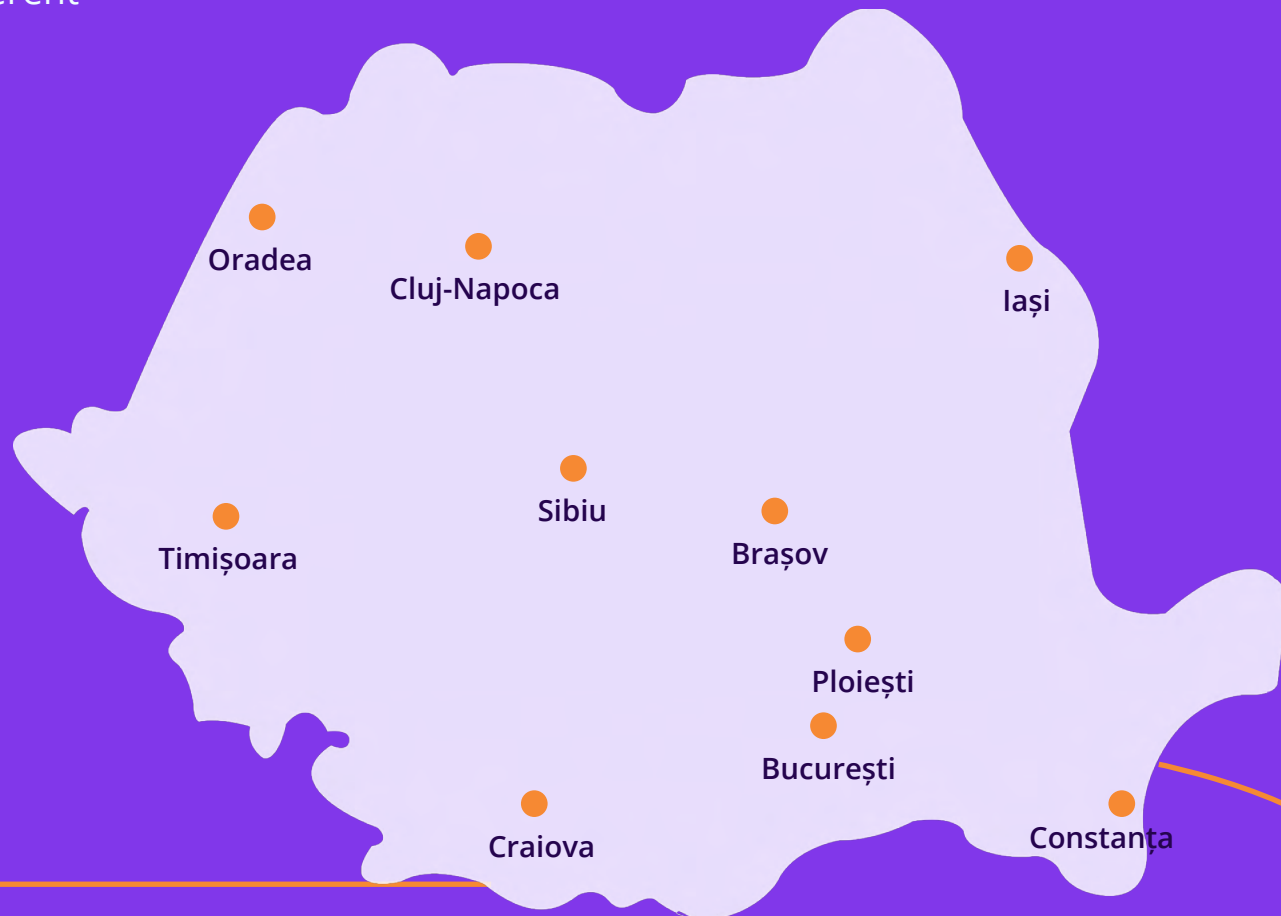 Oradea
Cluj-Napoca
Iași
Sibiu
Brașov
Timișoara
Ploiești
București
Craiova
Constanța